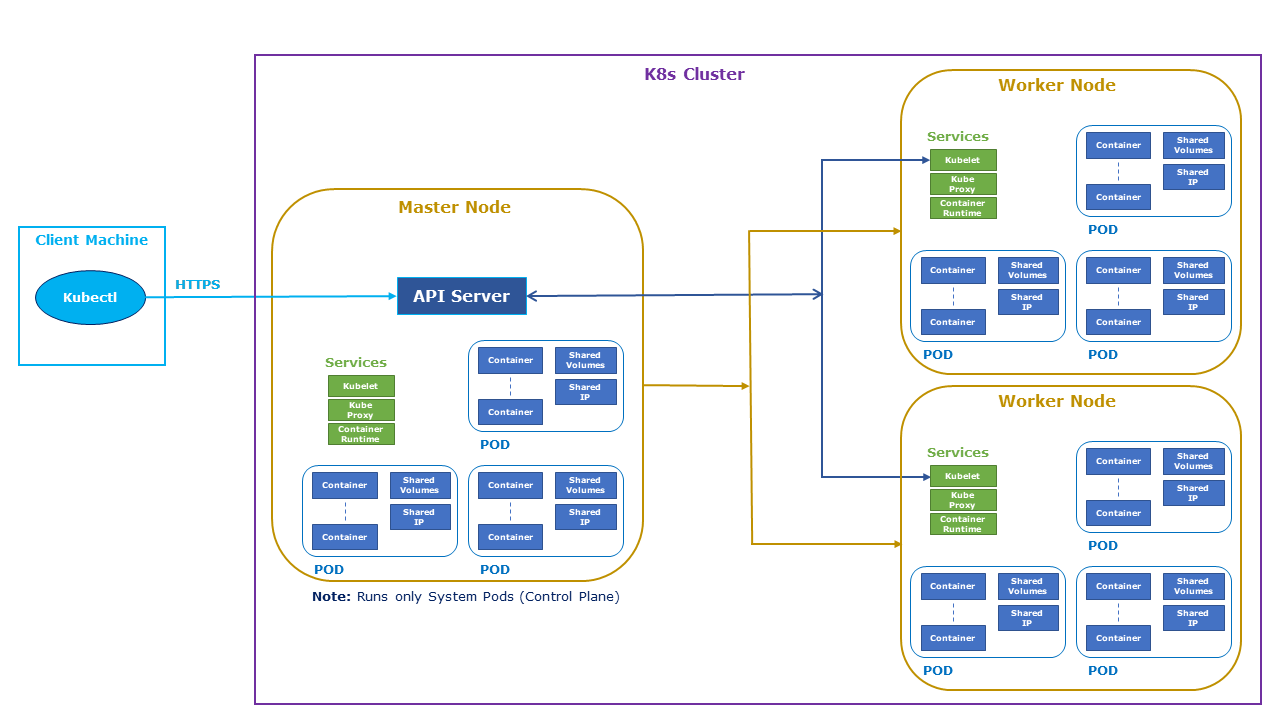 K8s Cluster
Client Machine
Kubectl
HTTPS
Master Node
API Server
Services
Kubelet
Kube
Proxy
Container
Runtime
Container
Container
Shared
Volumes
Shared
IP
POD
Container
Container
Shared
Volumes
Shared
IP
POD
Container
Container
Shared
Volumes
Shared
IP
POD
Note: Runs only System Pods (Control Plane)
Worker Node
Services
Kubelet
Kube
Proxy
Container
Runtime
Container
Container
Shared
Volumes
Shared
IP
POD
Container
Container
Shared
Volumes
Shared
IP
POD
Container
Container
Shared
Volumes
Shared
IP
POD
Worker Node
Services
Kubelet
Kube
Proxy
Container
Runtime
Container
Container
Shared
Volumes
Shared
IP
POD
Container
Container
Shared
Volumes
Shared
IP
POD
Container
Container
Shared
Volumes
Shared
IP
POD